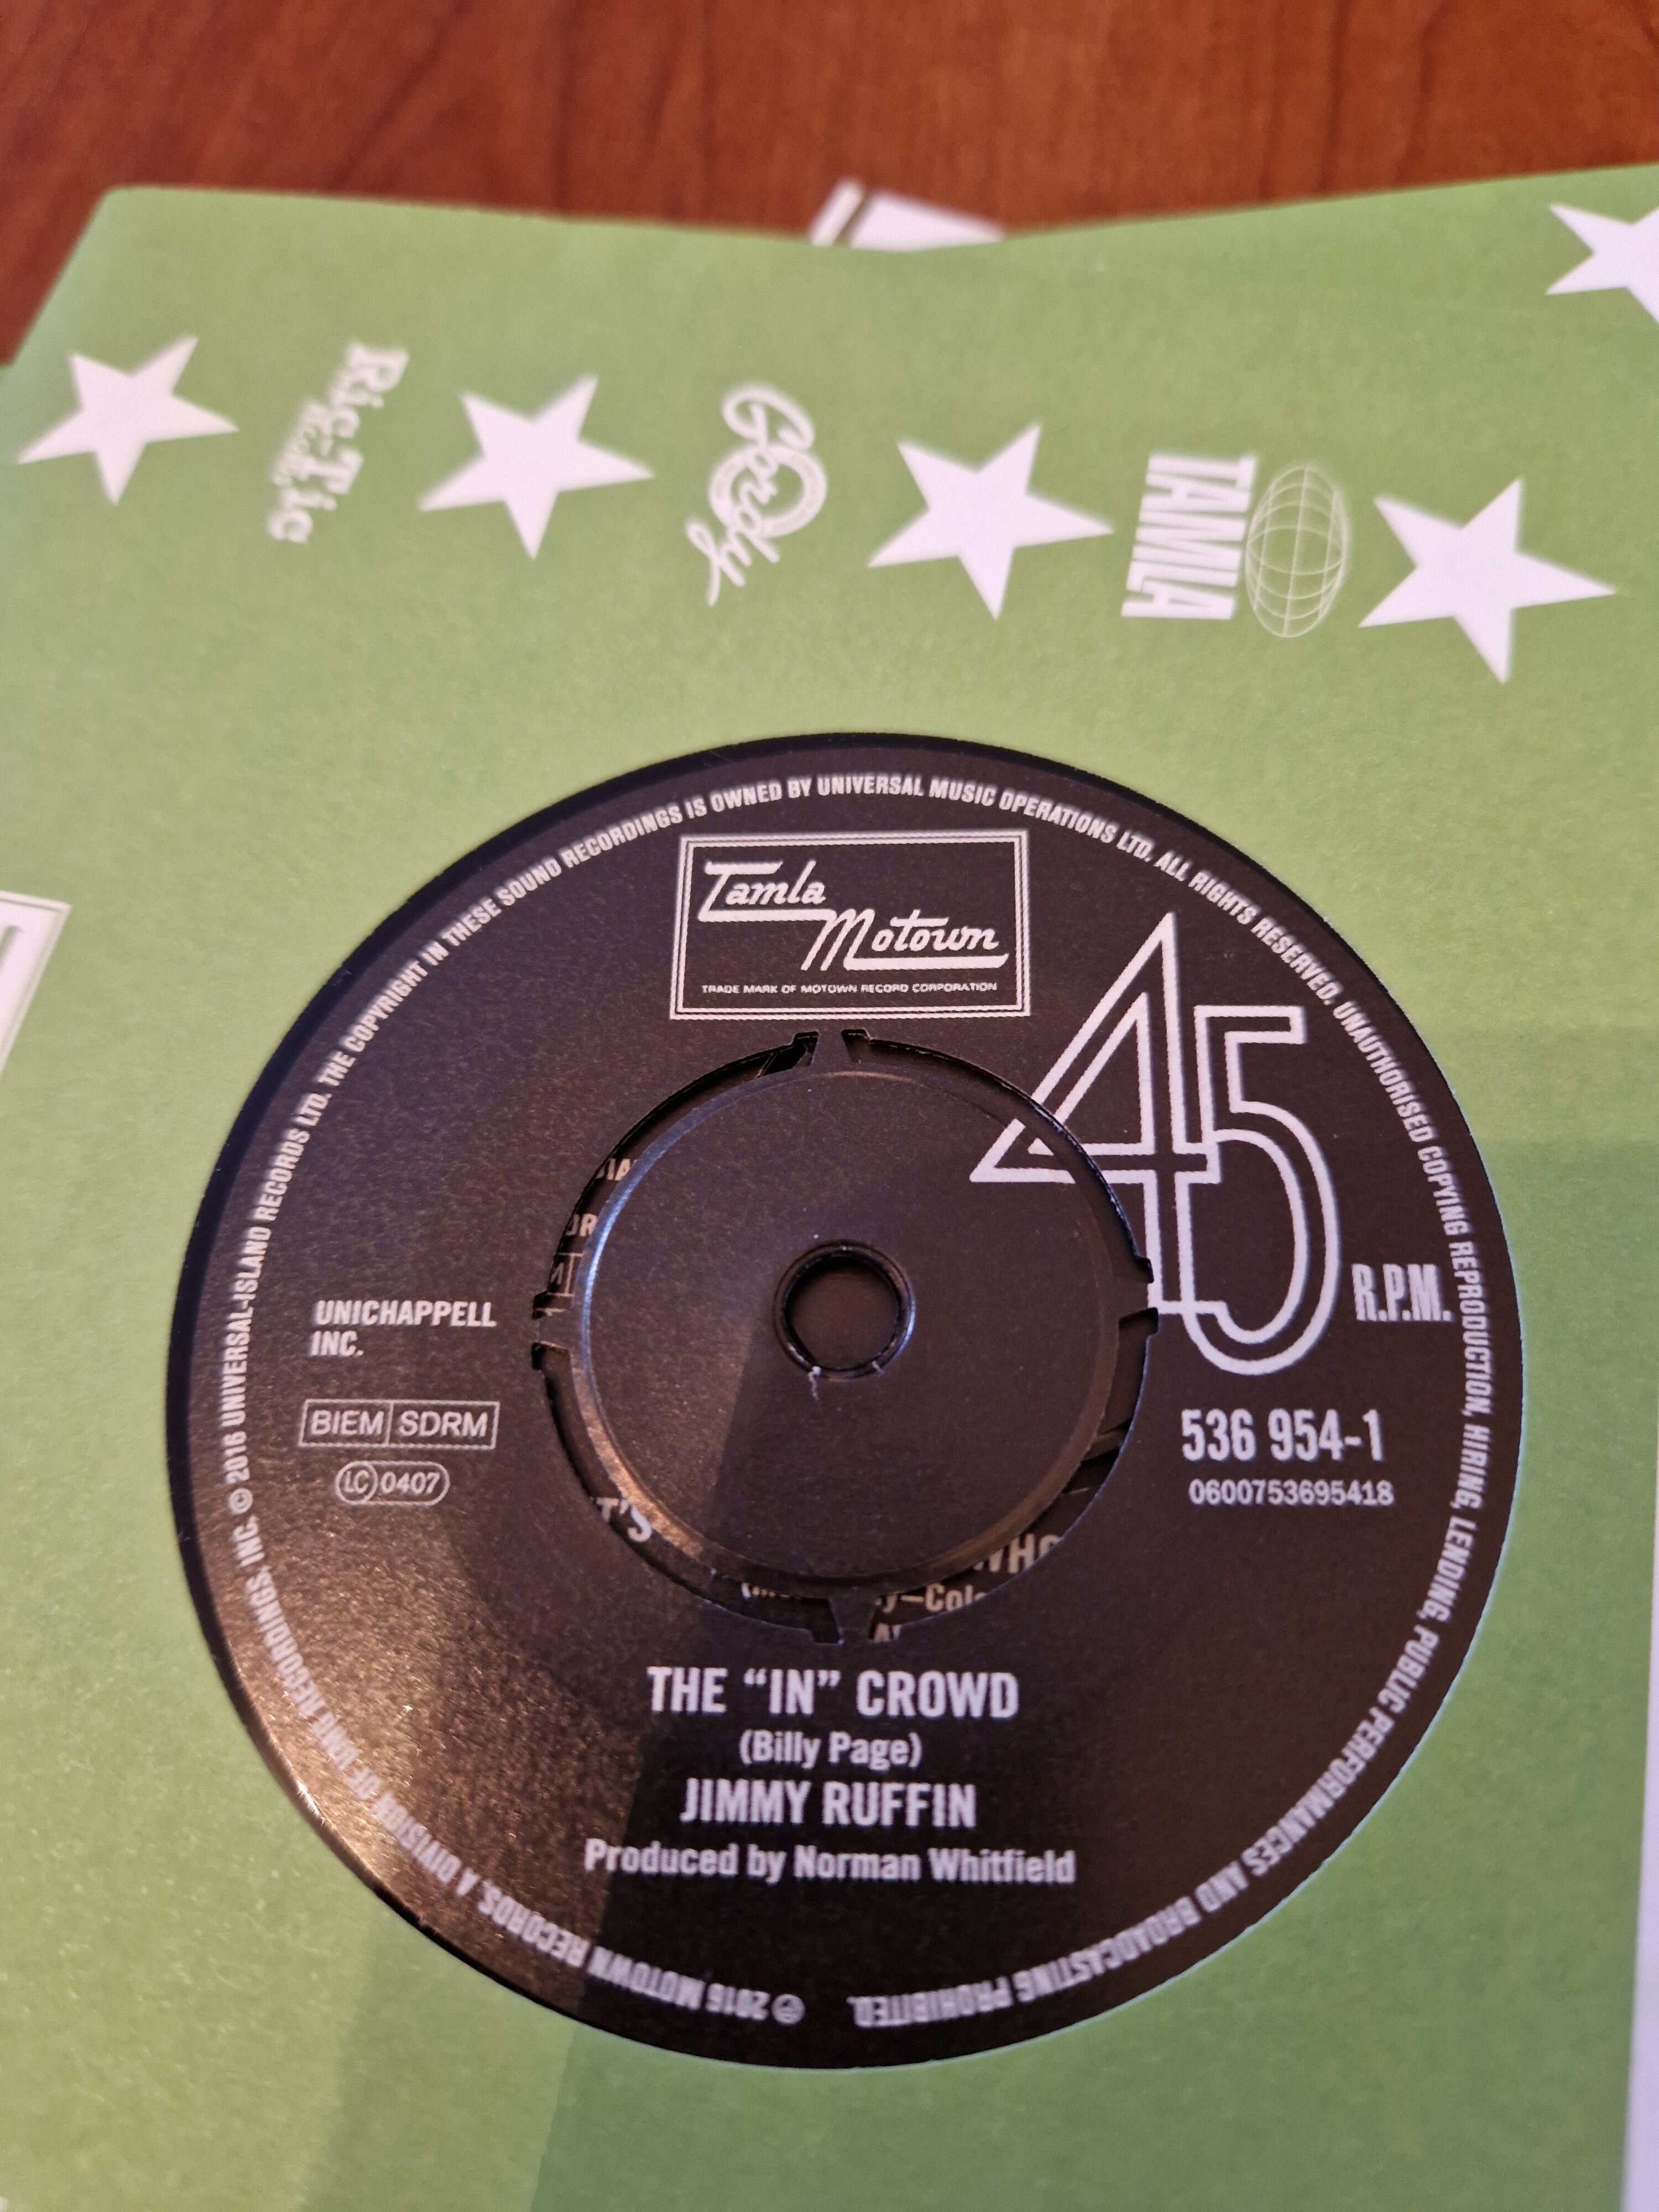 Ric-Tic
Gordy
TAMLA
Tamla
Motown
TRADE MARK OF MOTOWN RECORD CORPORATION
45
R.P.M.
UNICHAPPELL
INC.
BIEM SDRM
LC 0407
536 954-1
0600753695418
THE “IN” CROWD
(Billy Page)
JIMMY RUFFIN
Produced by Norman Whitfield
℗ 2016 MOTOWN RECORDS, A DIVISION OF UMG RECORDINGS, INC. © 2016 UNIVERSAL-ISLAND RECORDS LTD. THE COPYRIGHT IN THESE SOUND RECORDINGS IS OWNED BY UNIVERSAL MUSIC OPERATIONS LTD. ALL RIGHTS RESERVED. UNAUTHORISED COPYING REPRODUCTION, HIRING, LENDING, PUBLIC PERFORMANCES AND BROADCASTING PROHIBITED.